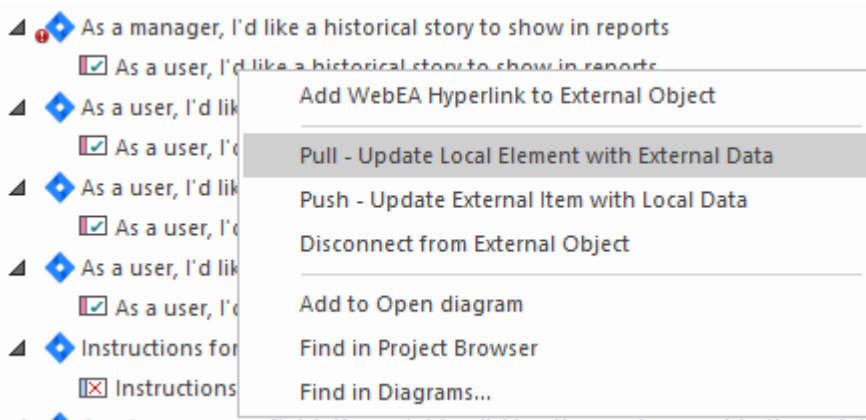 As a manager, I'd like a historical story to show in reports
As a user, I'd like a historical story to show in reports
As a user, I'd lik
As a user, I'd
As a user, I'd lik
As a user, I'd
As a user, I'd lik
As a user, I'd
Instructions for
Instructions
Add WebEA Hyperlink to External Object
Pull - Update Local Element with External Data
Push - Update External Item with Local Data
Disconnect from External Object
Add to Open diagram
Find in Project Browser
Find in Diagrams...